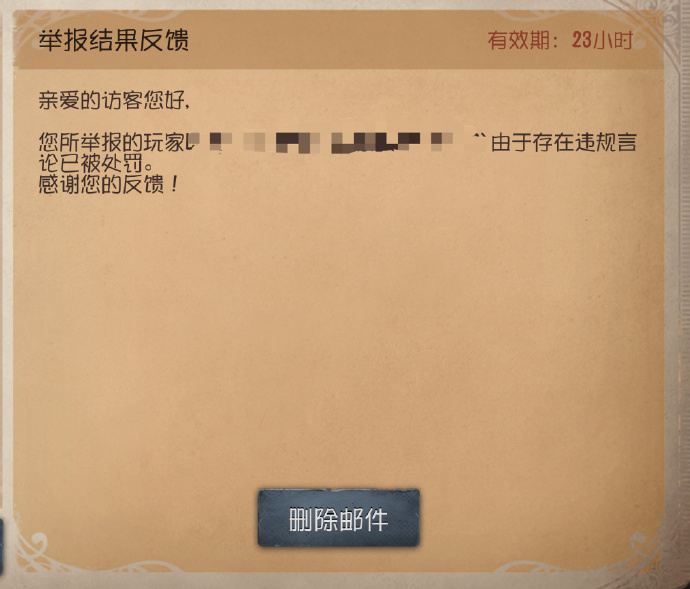 举报结果反馈
有效期：23小时
亲爱的访客您好,
您所举报的玩家 由于存在违规言
论已被处罚。
感谢您的反馈！
删除邮件